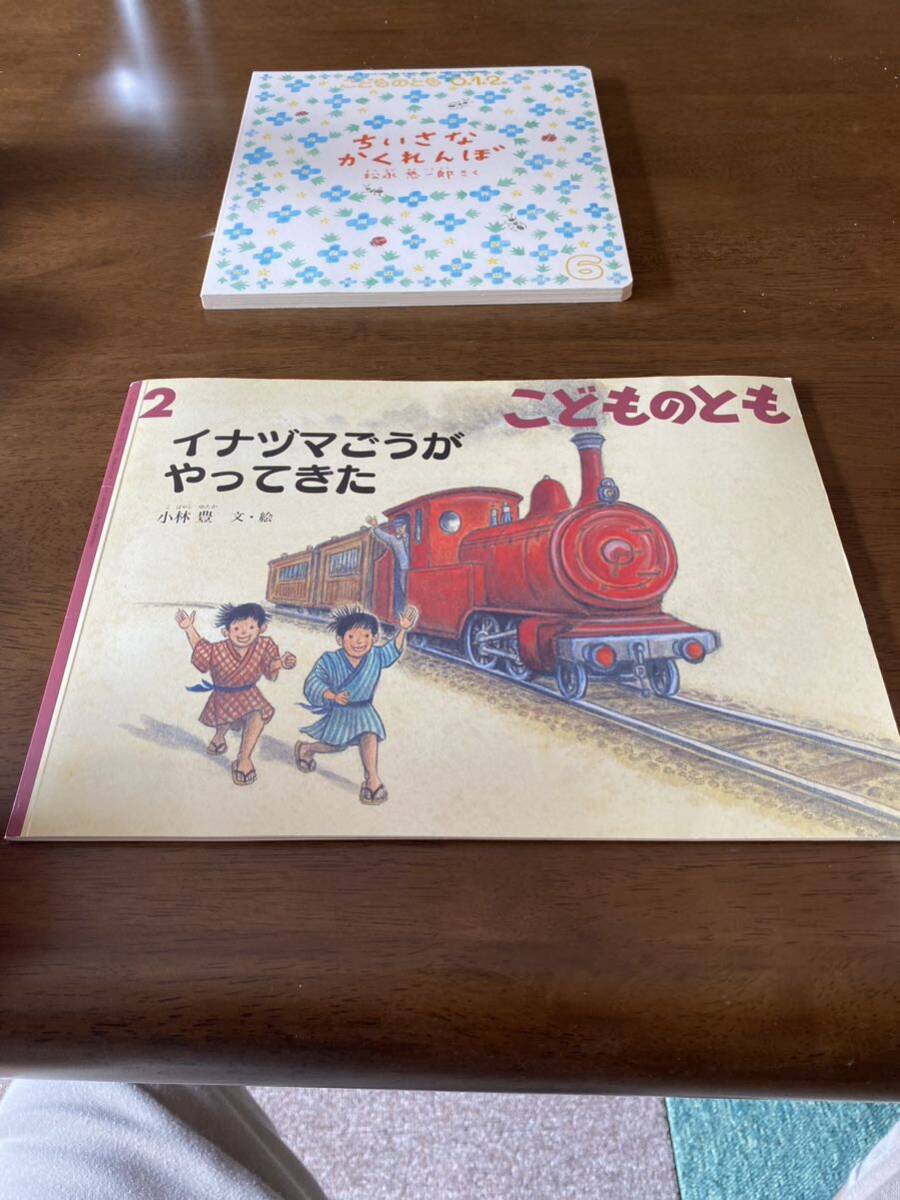 こどものとも 0.1.2.
ちいさな
かくれんぼ
さく
6
2
こどものとも
イナヅマごうが
やってきた
こばやし ゆたか
小林 豊 文・絵